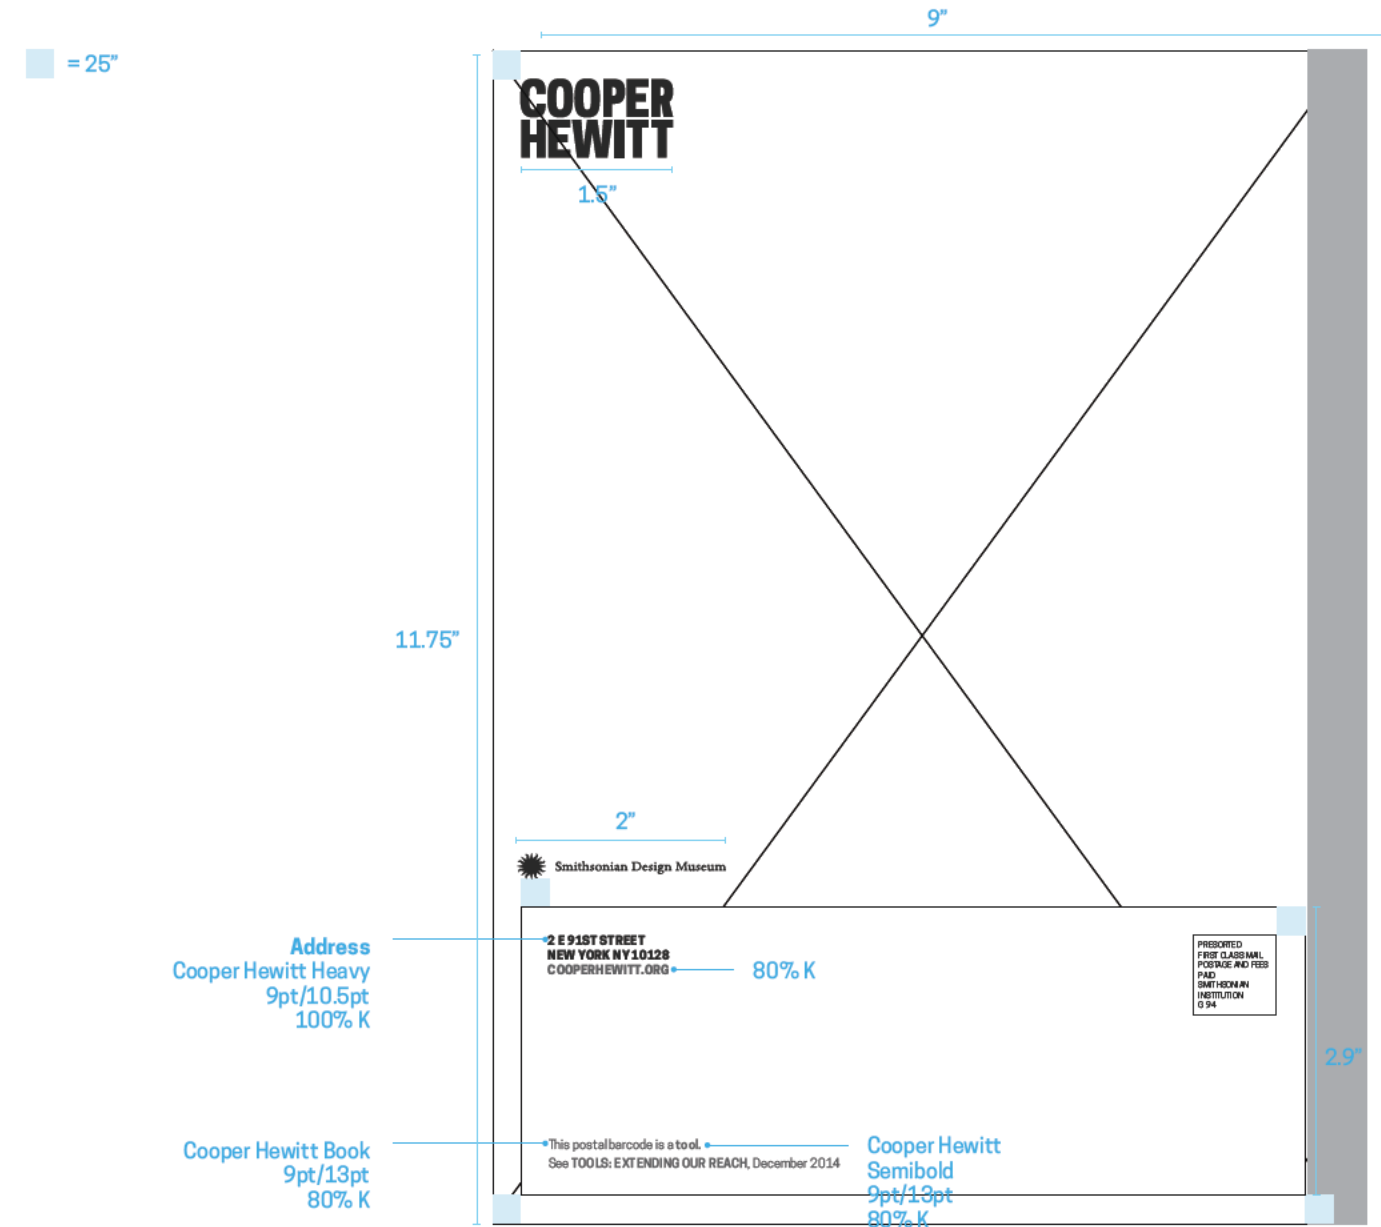 9”
= 25”
COOPER
HEWITT
1.5”
11.75”
2”
Smithsonian Design Museum
Address
Cooper Hewitt Heavy
9pt/10.5pt
100% K
2 E 91ST STREET
NEW YORK NY 10128
COOPERHEWITT.ORG
80% K
PRESORTED
FIRST CLASS MAIL
POSTAGE AND FEES
PAID
SMITHSONIAN
INSTITUTION
G 94
2.9”
Cooper Hewitt Book
9pt/13pt
80% K
This postal barcode is a tool.
See TOOLS: EXTENDING OUR REACH, December 2014
Cooper Hewitt
Semibold
9pt/13pt
80% K